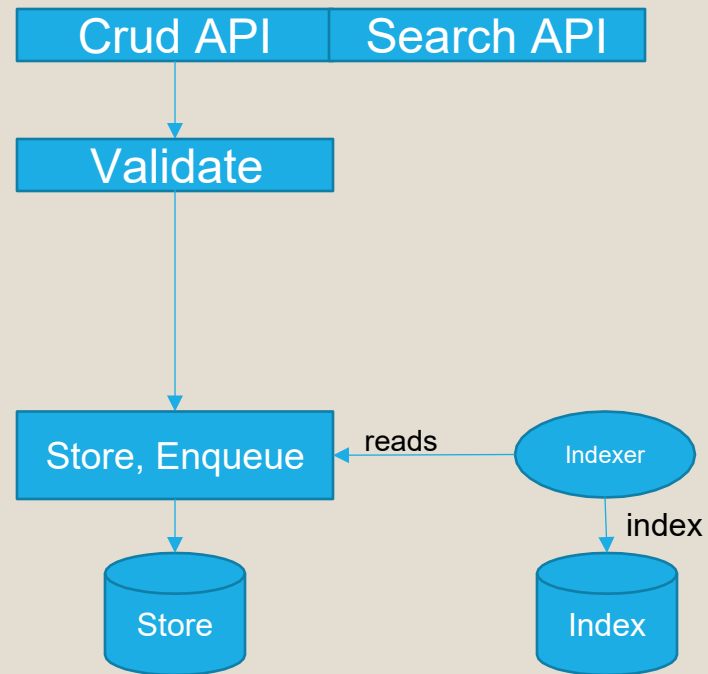 Crud API
Search API
Validate
Store, Enqueue
reads
Indexer
index
Store
Index